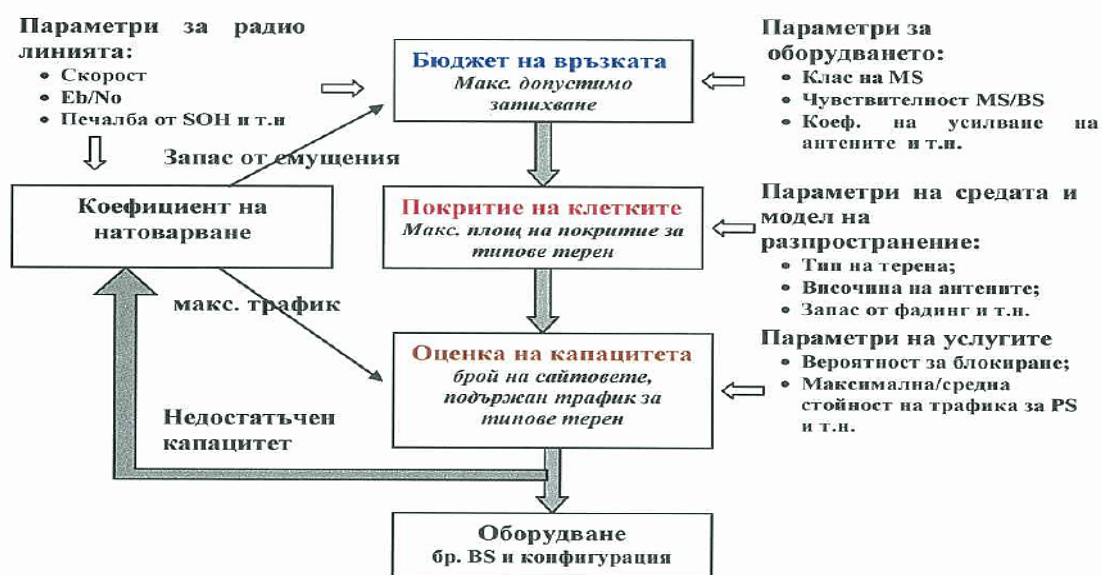 Параметри за радио
линията:
• Скорост
• Eb/No
• Печалба от SOH и т.н
Бюджет на връзката
Макс. допустимо
затихване
Параметри за
оборудването:
• Клас на MS
• Чувствителност MS/BS
• Коеф. на усилване на
антените и т.н.
Запас от смущения
Коефициент на
натоварване
Покритие на клетките
Макс. площ на покритие за
типове терен
Параметри на средата и
модел на
разпространение:
• Тип на терена;
• Височина на антените;
• Запас от фадинг и т.н.
макс. трафик
Оценка на капацитета
брой на сайтовете,
подържан трафик за
типове терен
Параметри на услугите
• Вероятност за блокиране;
• Максимална/средна
стойност на трафика за PS
и т.н.
Недостатъчен
капацитет
Оборудване
бр. BS и конфигурация